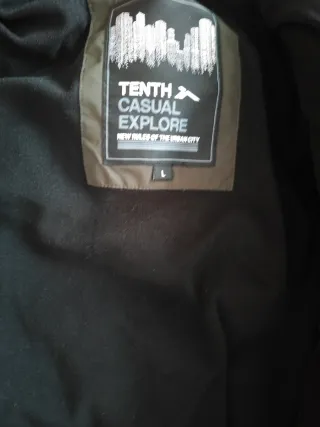 TENTH
CASUAL
EXPLORE
NEW RULES OF THE URBAN CITY
L